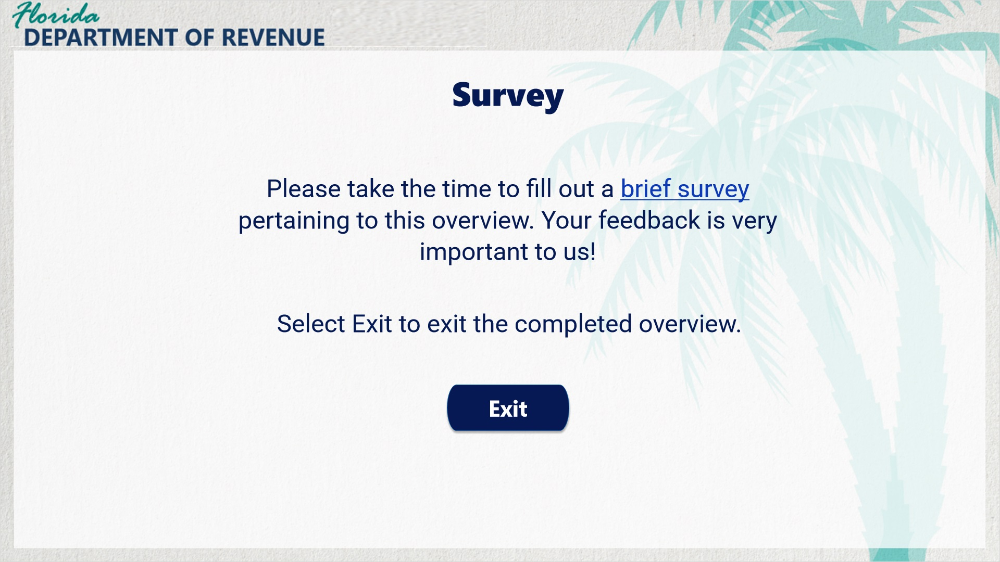 Florida
DEPARTMENT OF REVENUE
Survey
Please take the time to fill out a brief survey
pertaining to this overview. Your feedback is very
important to us!
Select Exit to exit the completed overview.
Exit